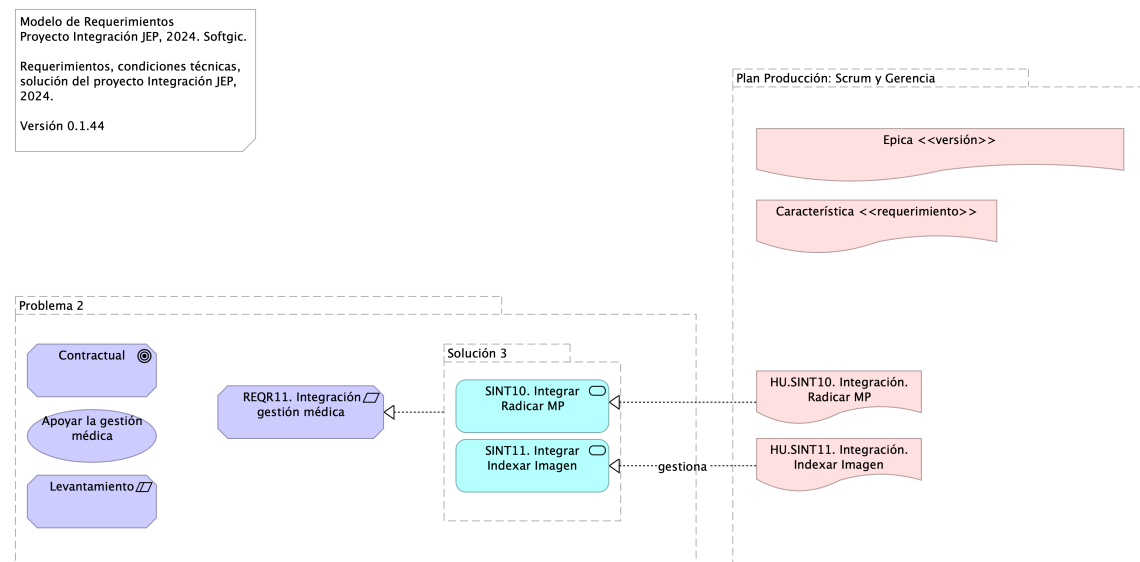 Modelo de Requerimientos
Proyecto Integración JEP, 2024. Softgic.
Requerimientos, condiciones técnicas,
solución del proyecto Integración JEP,
2024.
Versión 0.1.44
Plan Producción: Scrum y Gerencia
Epica <<versión>>
Característica <<requerimiento>>
Problema 2
Contractual
Apoyar la gestión
médica
Levantamiento
REQR11. Integración
gestión médica
Solución 3
SINT10. Integrar
Radicar MP
SINT11. Integrar
Indexar Imagen
gestiona
HU.SINT10. Integración.
Radicar MP
HU.SINT11. Integración.
Indexar Imagen